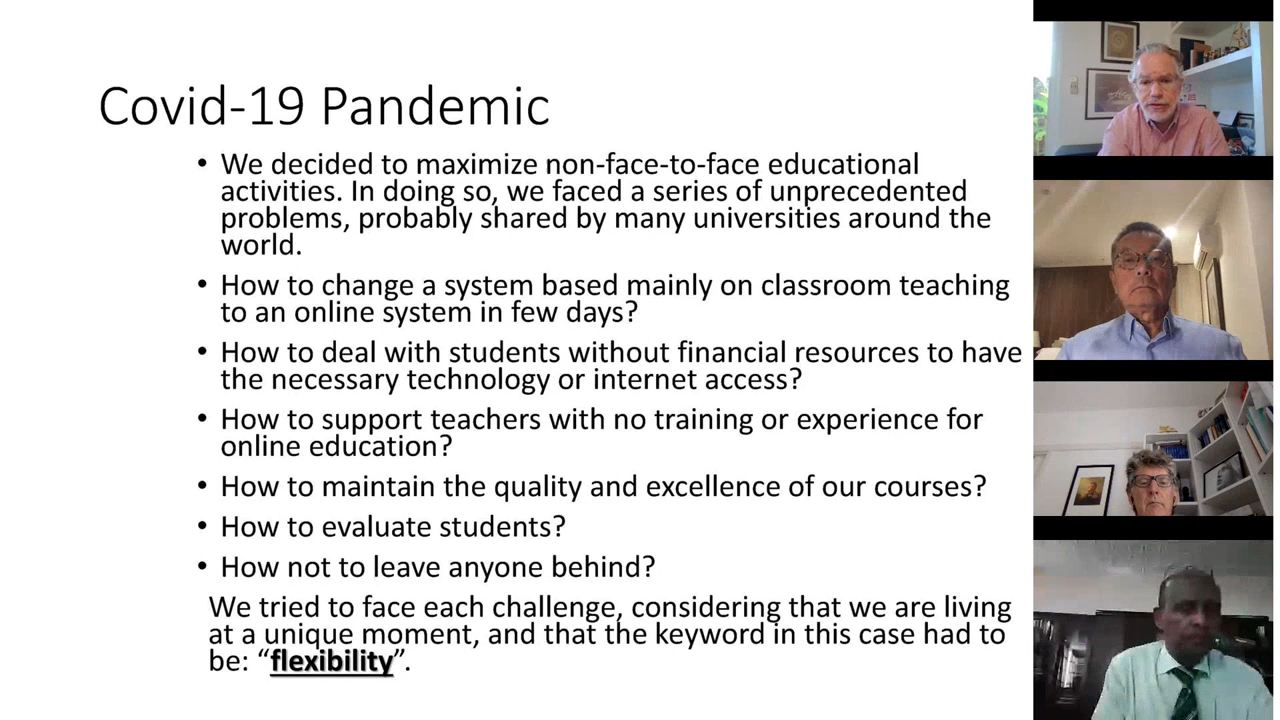 Covid-19 Pandemic
• We decided to maximize non-face-to-face educational
activities. In doing so, we faced a series of unprecedented
problems, probably shared by many universities around the
world.
• How to change a system based mainly on classroom teaching
to an online system in few days?
• How to deal with students without financial resources to have
the necessary technology or internet access?
• How to support teachers with no training or experience for
online education?
• How to maintain the quality and excellence of our courses?
• How to evaluate students?
• How not to leave anyone behind?
We tried to face each challenge, considering that we are living
at a unique moment, and that the keyword in this case had to
be: “flexibility”.